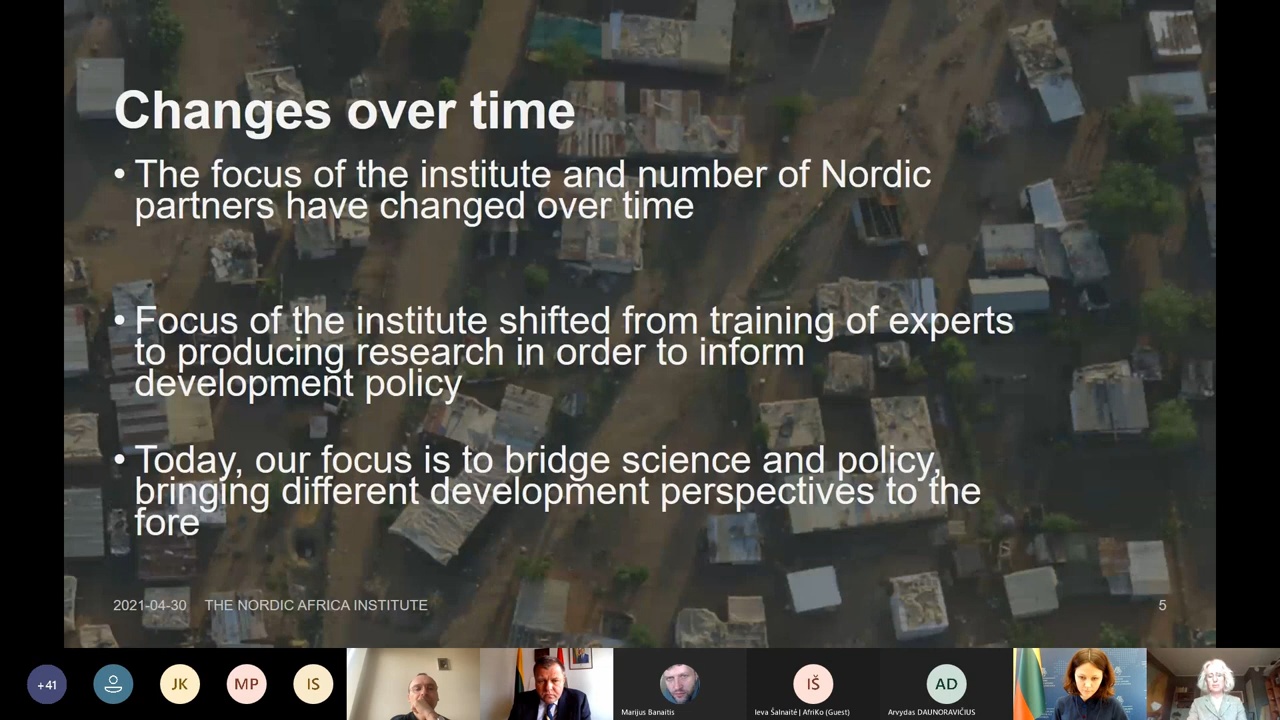 Changes over time
• The focus of the institute and number of Nordic
partners have changed over time
• Focus of the institute shifted from training of experts
to producing research in order to inform
development policy
• Today, our focus is to bridge science and policy,
bringing different development perspectives to the
fore
2021-04-30 THE NORDIC AFRICA INSTITUTE 5
+41 JK MP IS IŠ AD
Marijus Banaitis Ieva Šalnaitė | AfriKo (Guest) Arvydas DAUNORAVIČIUS